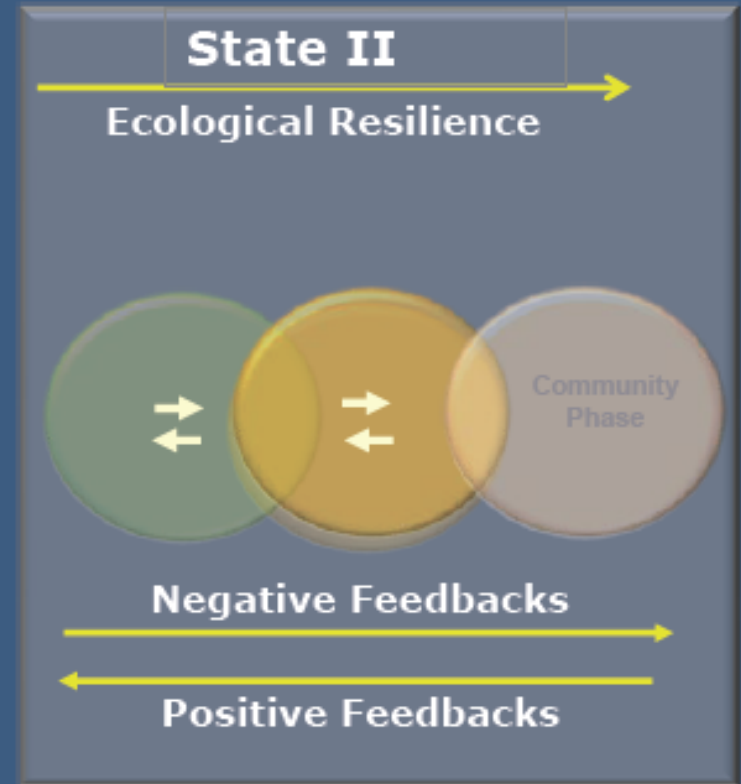 State II
Ecological Resilience
Community
Phase
Negative Feedbacks
Positive Feedbacks